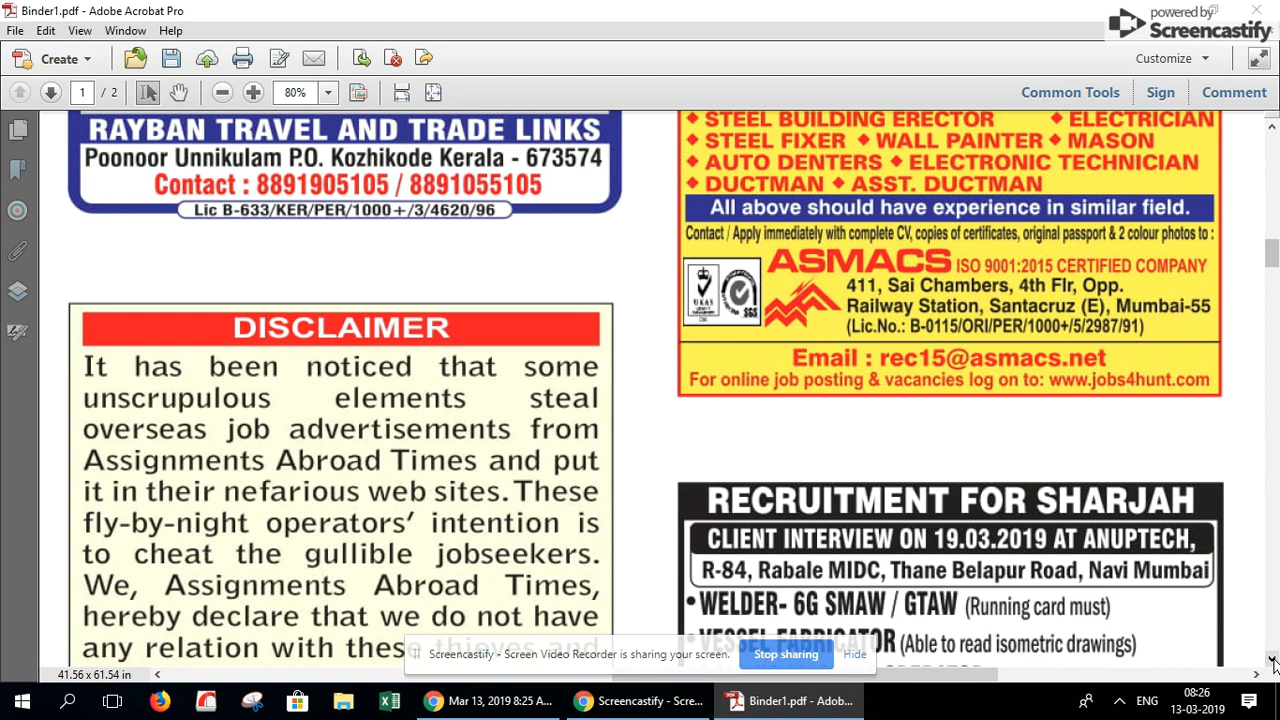 Binder1.pdf - Adobe Acrobat Pro
powered by
Screencastify
File Edit View Window Help
Create
Customize
1 / 2
80%
Common Tools Sign Comment
RAYBAN TRAVEL AND TRADE LINKS
Poonoor Unnikulam P.O. Kozhikode Kerala - 673574
Contact : 8891905105 / 8891055105
Lic B-633/KER/PER/1000+/3/4620/96
DISCLAIMER
It has been noticed that some
unscrupulous elements steal
overseas job advertisements from
Assignments Abroad Times and put
it in their nefarious web sites. These
fly-by-night operators' intention is
to cheat the gullible jobseekers.
We, Assignments Abroad Times,
hereby declare that we do not have
any relation with these thieves and
♦ STEEL BUILDING ERECTOR ♦ ELECTRICIAN
♦ STEEL FIXER ♦ WALL PAINTER ♦ MASON
♦ AUTO DENTERS ♦ ELECTRONIC TECHNICIAN
♦ DUCTMAN ♦ ASST. DUCTMAN
All above should have experience in similar field.
Contact / Apply immediately with complete CV, copies of certificates, original passport & 2 colour photos to :
UKAS
SGS
ASMACS ISO 9001:2015 CERTIFIED COMPANY
411, Sai Chambers, 4th Flr, Opp.
Railway Station, Santacruz (E), Mumbai-55
(Lic.No.: B-0115/ORI/PER/1000+/5/2987/91)
Email : rec15@asmacs.net
For online job posting & vacancies log on to: www.jobs4hunt.com
RECRUITMENT FOR SHARJAH
CLIENT INTERVIEW ON 19.03.2019 AT ANUPTECH,
R-84, Rabale MIDC, Thane Belapur Road, Navi Mumbai
•WELDER- 6G SMAW / GTAW (Running card must)
•VESSEL FABRICATOR (Able to read isometric drawings)
Screencastify - Screen Video Recorder is sharing your screen. Stop sharing Hide
41.56 x 61.54 in
Mar 13, 2019 8:25 A...
Screencastify - Scre...
Binder1.pdf - Adob...
ENG
08:26
13-03-2019